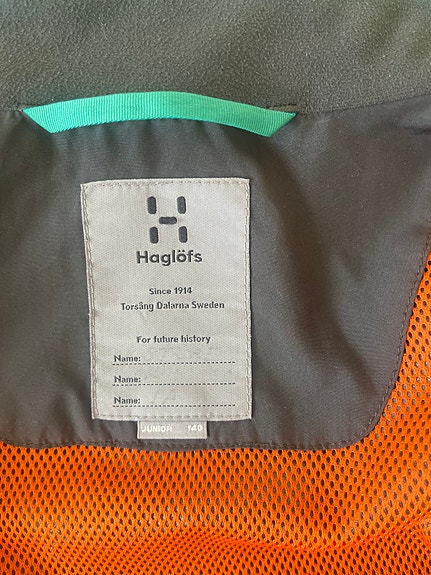 Haglöfs
Since 1914
Torsång Dalarna Sweden
For future history
Name:
Name:
Name:
JUNIOR 140